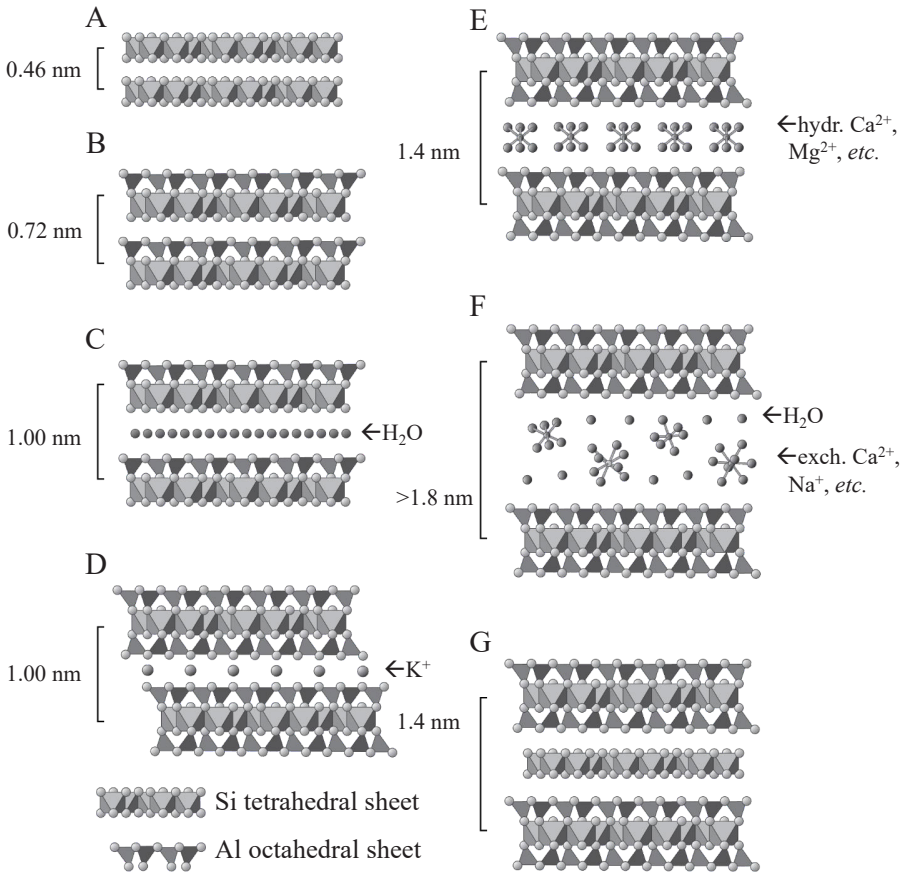 A
0.46 nm
B
0.72 nm
C
1.00 nm
←H₂O
D
1.00 nm
←K⁺
Si tetrahedral sheet
Al octahedral sheet
E
1.4 nm
←hydr. Ca²⁺,
Mg²⁺, etc.
F
>1.8 nm
←H₂O
←exch. Ca²⁺,
Na⁺, etc.
G
1.4 nm